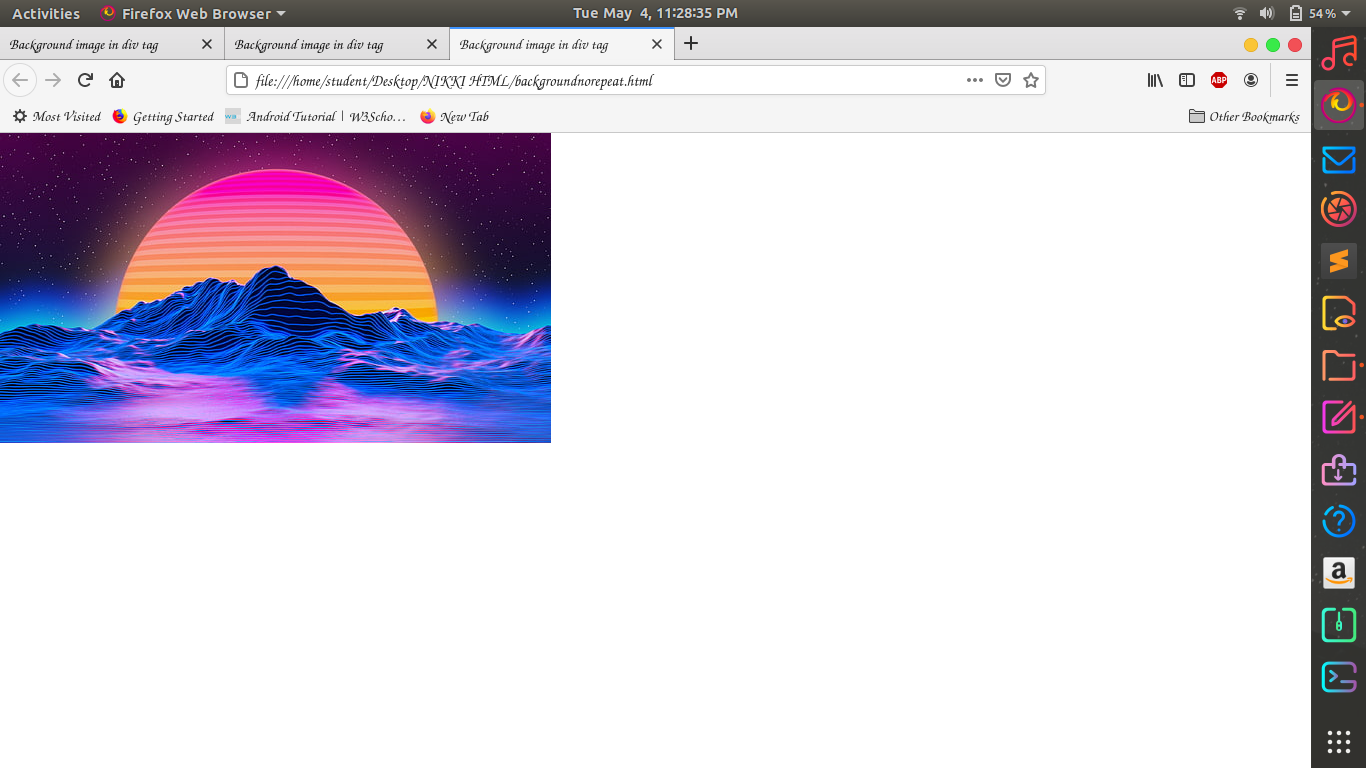 Activities Firefox Web Browser Tue May 4, 11:28:35 PM 54%
Background image in div tag Background image in div tag Background image in div tag
file:///home/student/Desktop/NIKKI HTML/backgroundnorepeat.html ABP
Most Visited Getting Started w3 Android Tutorial | W3Scho... New Tab Other Bookmarks
a